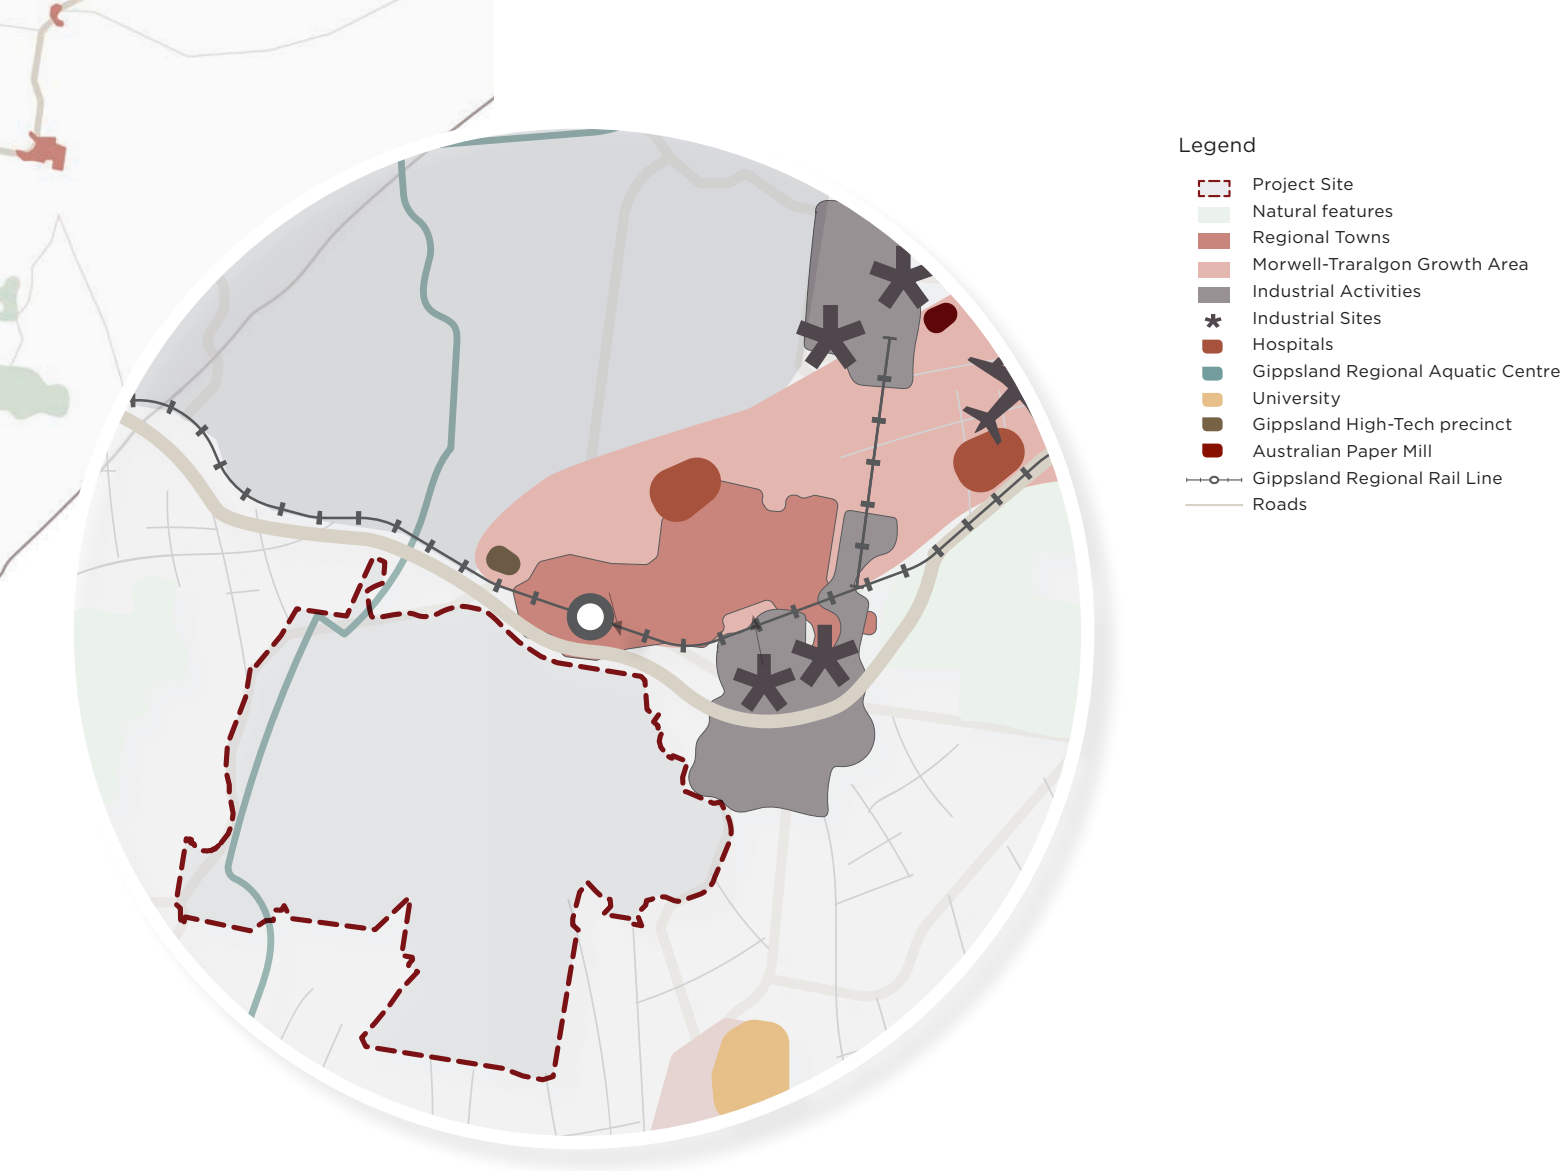 Legend
Project Site
Natural features
Regional Towns
Morwell-Traralgon Growth Area
Industrial Activities
Industrial Sites
Hospitals
Gippsland Regional Aquatic Centre
University
Gippsland High-Tech precinct
Australian Paper Mill
Gippsland Regional Rail Line
Roads